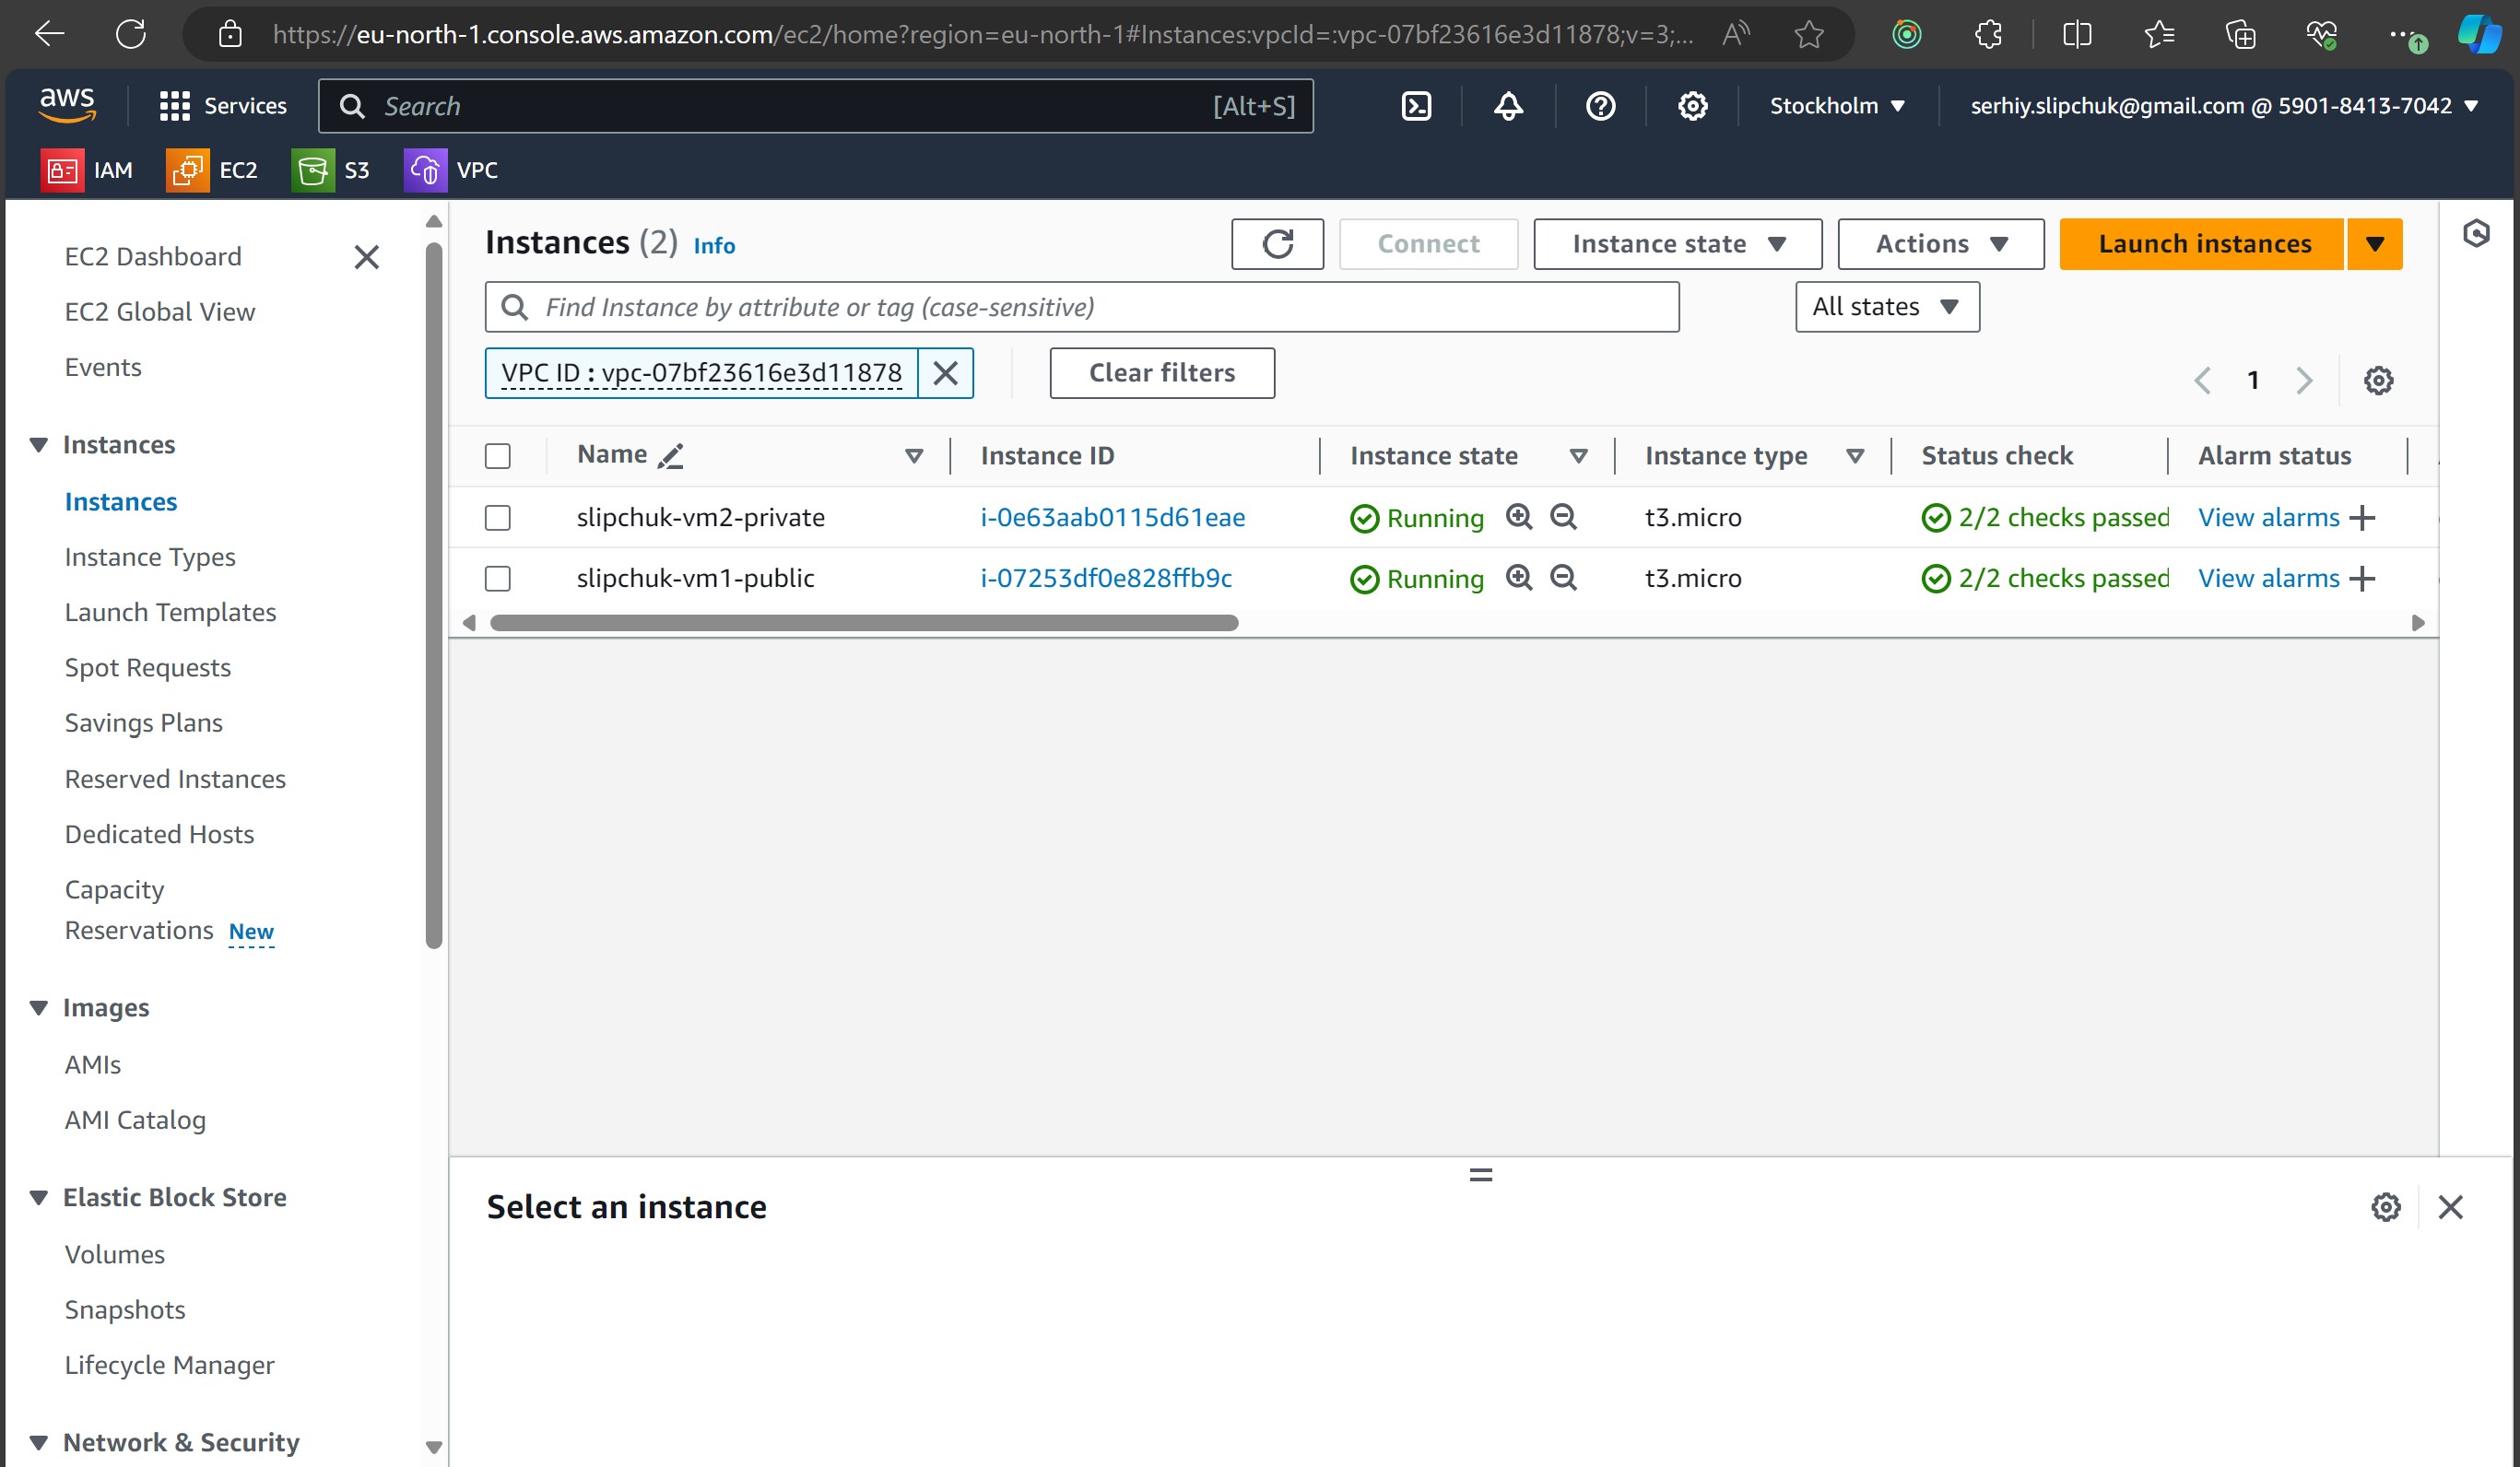 https://eu-north-1.console.aws.amazon.com/ec2/home?region=eu-north-1#Instances:vpcId=:vpc-07bf23616e3d11878;v=3;...
aws
Services
Search
[Alt+S]
Stockholm
serhiy.slipchuk@gmail.com @ 5901-8413-7042
IAM
EC2
S3
VPC
EC2 Dashboard
EC2 Global View
Events
Instances
Instances
Instance Types
Launch Templates
Spot Requests
Savings Plans
Reserved Instances
Dedicated Hosts
Capacity
Reservations New
Images
AMIs
AMI Catalog
Elastic Block Store
Volumes
Snapshots
Lifecycle Manager
Network & Security
Instances (2) Info
Connect
Instance state
Actions
Launch instances
Find Instance by attribute or tag (case-sensitive)
All states
VPC ID : vpc-07bf23616e3d11878
Clear filters
1
Name Instance ID Instance state Instance type Status check Alarm status
slipchuk-vm2-private i-0e63aab0115d61eae Running t3.micro 2/2 checks passed View alarms
slipchuk-vm1-public i-07253df0e828ffb9c Running t3.micro 2/2 checks passed View alarms
Select an instance